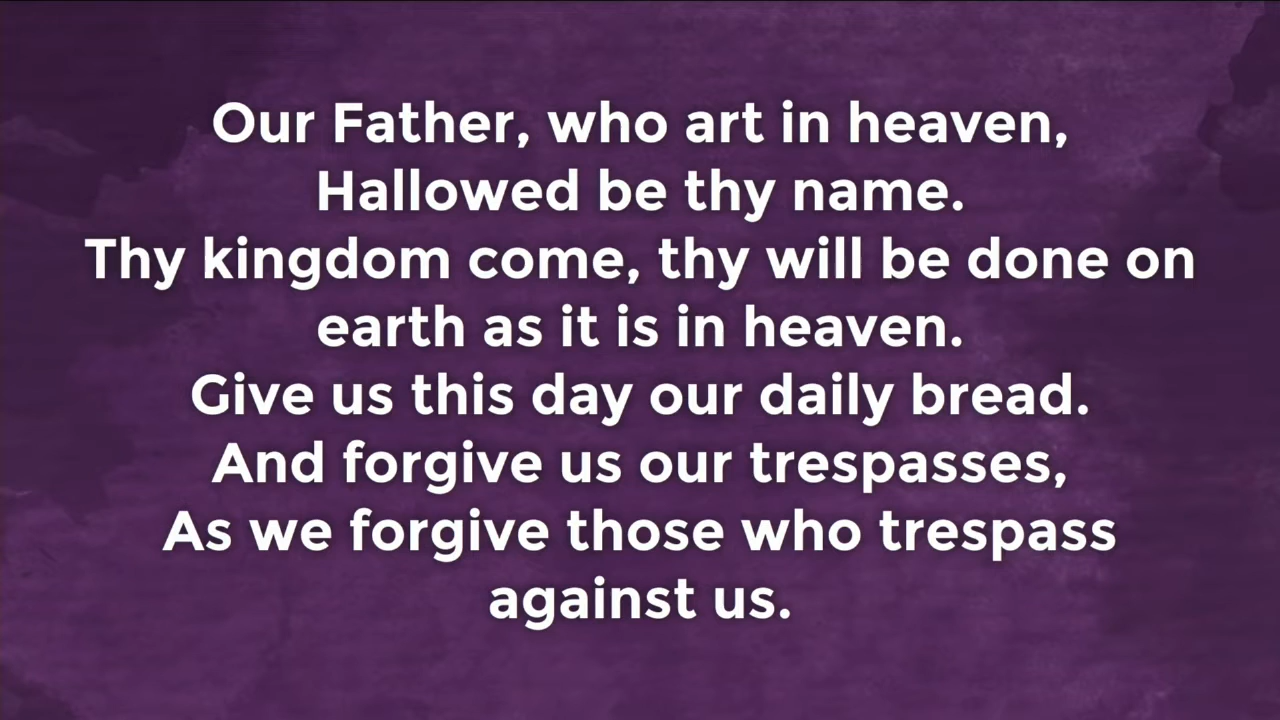 Our Father, who art in heaven,
Hallowed be thy name.
Thy kingdom come, thy will be done on
earth as it is in heaven.
Give us this day our daily bread.
And forgive us our trespasses,
As we forgive those who trespass
against us.